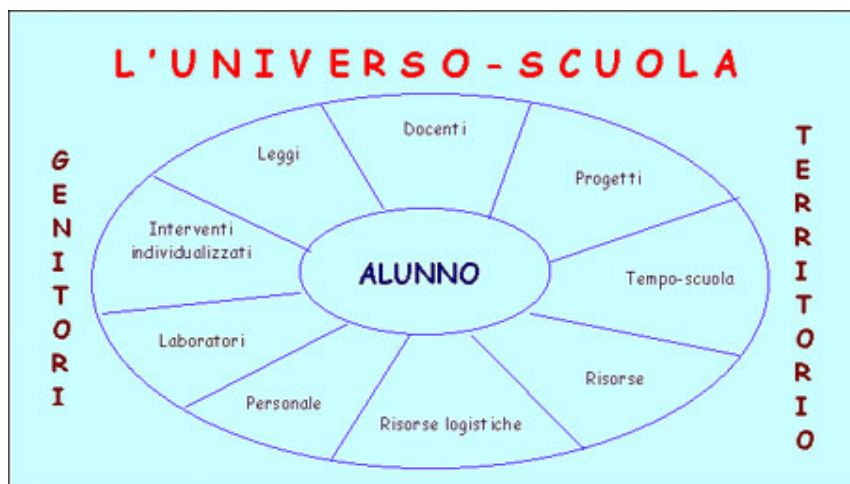 L'UNIVERSO-SCUOLA
GENITORI
TERRITORIO
Docenti
Leggi
Progetti
Interventi
individualizzati
ALUNNO
Tempo-scuola
Laboratori
Risorse
Personale
Risorse logistiche